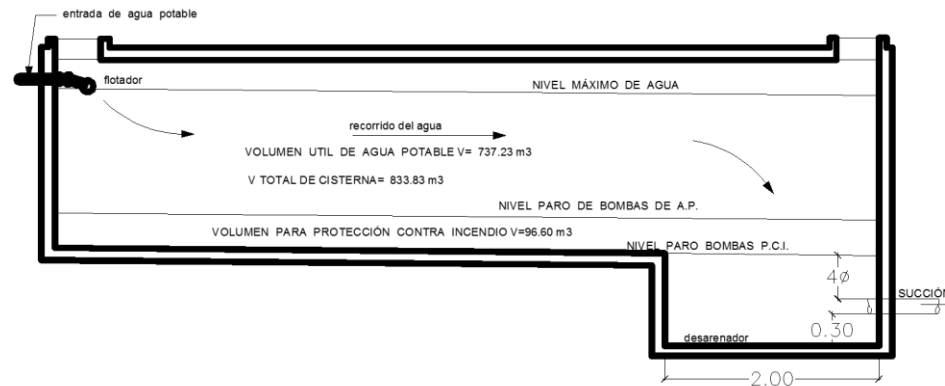 entrada de agua potable
flotador
NIVEL MÁXIMO DE AGUA
recorrido del agua
VOLUMEN UTIL DE AGUA POTABLE V= 737.23 m3
V TOTAL DE CISTERNA= 833.83 m3
NIVEL PARO DE BOMBAS DE A.P.
VOLUMEN PARA PROTECCIÓN CONTRA INCENDIO V=96.60 m3
NIVEL PARO BOMBAS P.C.I.
4ø
SUCCIÓN
0.30
desarenador
2.00